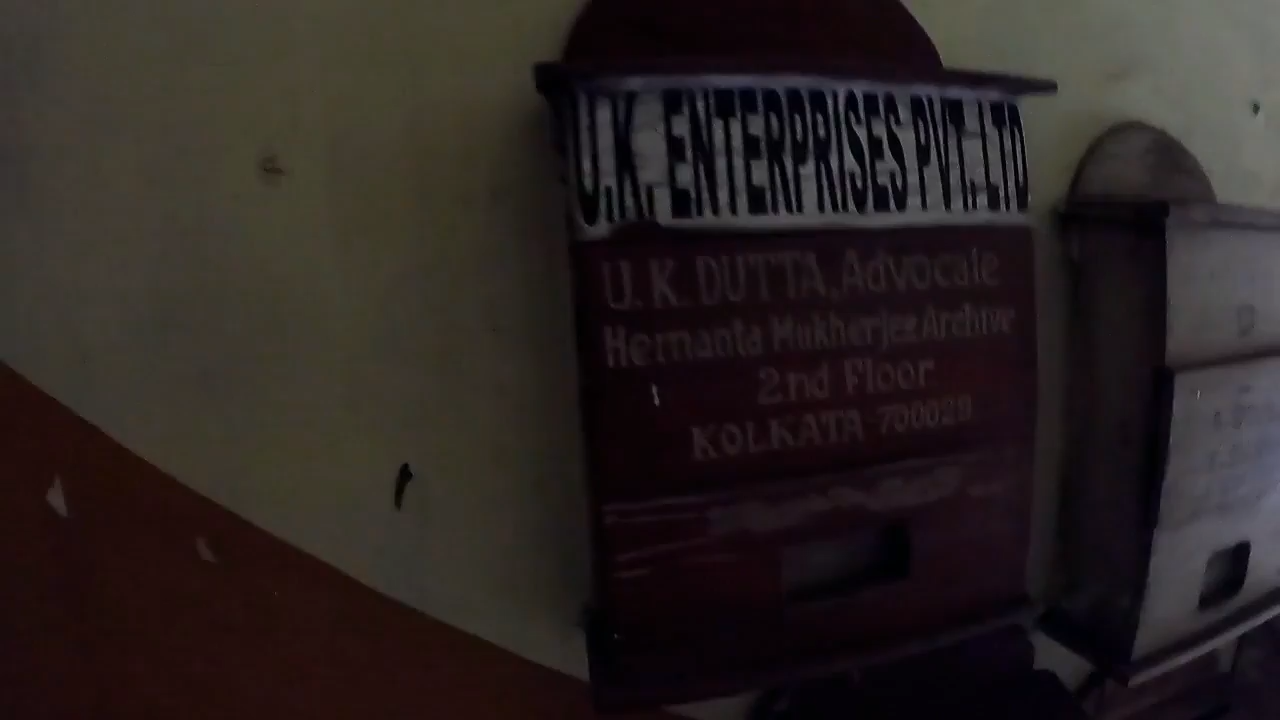 U.K. ENTERPRISES PVT. LTD
U. K. DUTTA, Advocate
Hemanta Mukherjee Archive
2nd Floor
KOLKATA-700029